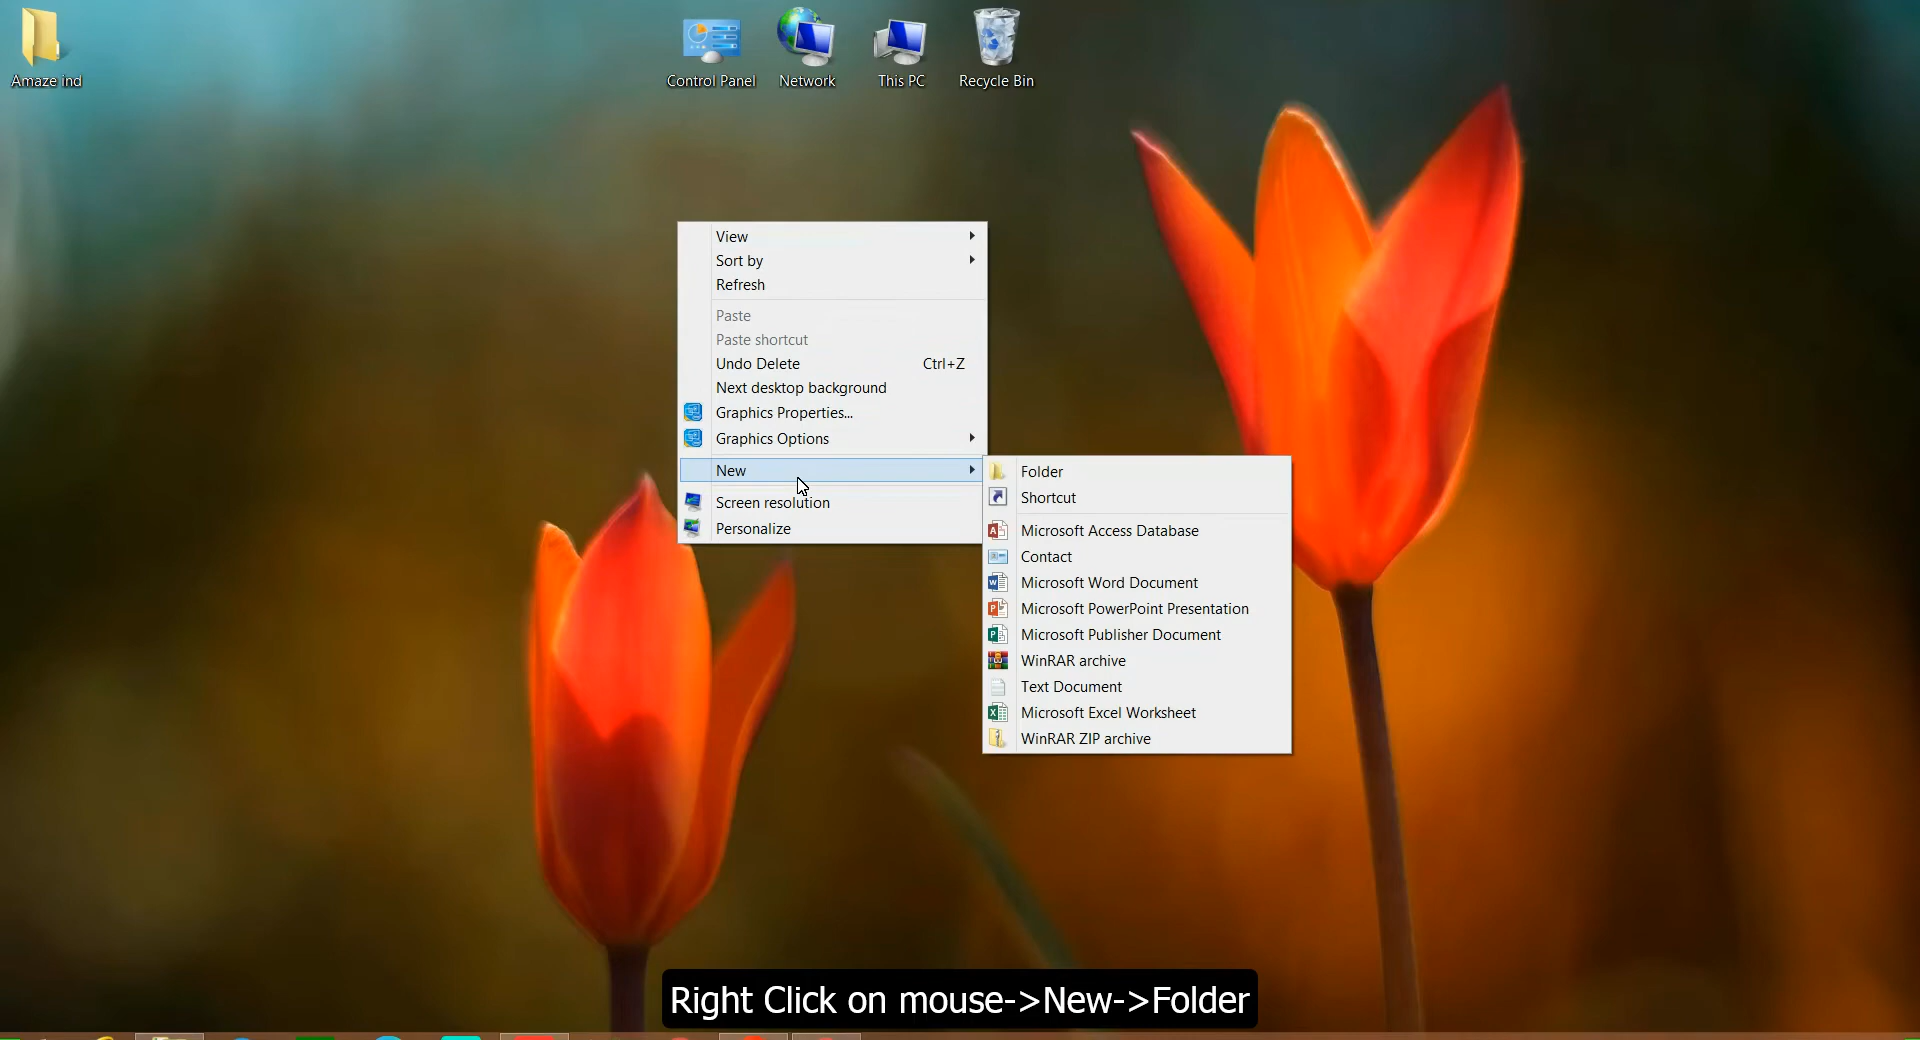 Amaze ind
Control Panel
Network
This PC
Recycle Bin
View
Sort by
Refresh
Paste
Paste shortcut
Undo Delete Ctrl+Z
Next desktop background
Graphics Properties...
Graphics Options
New
Screen resolution
Personalize
Folder
Shortcut
Microsoft Access Database
Contact
Microsoft Word Document
Microsoft PowerPoint Presentation
Microsoft Publisher Document
WinRAR archive
Text Document
Microsoft Excel Worksheet
WinRAR ZIP archive
Right Click on mouse->New->Folder